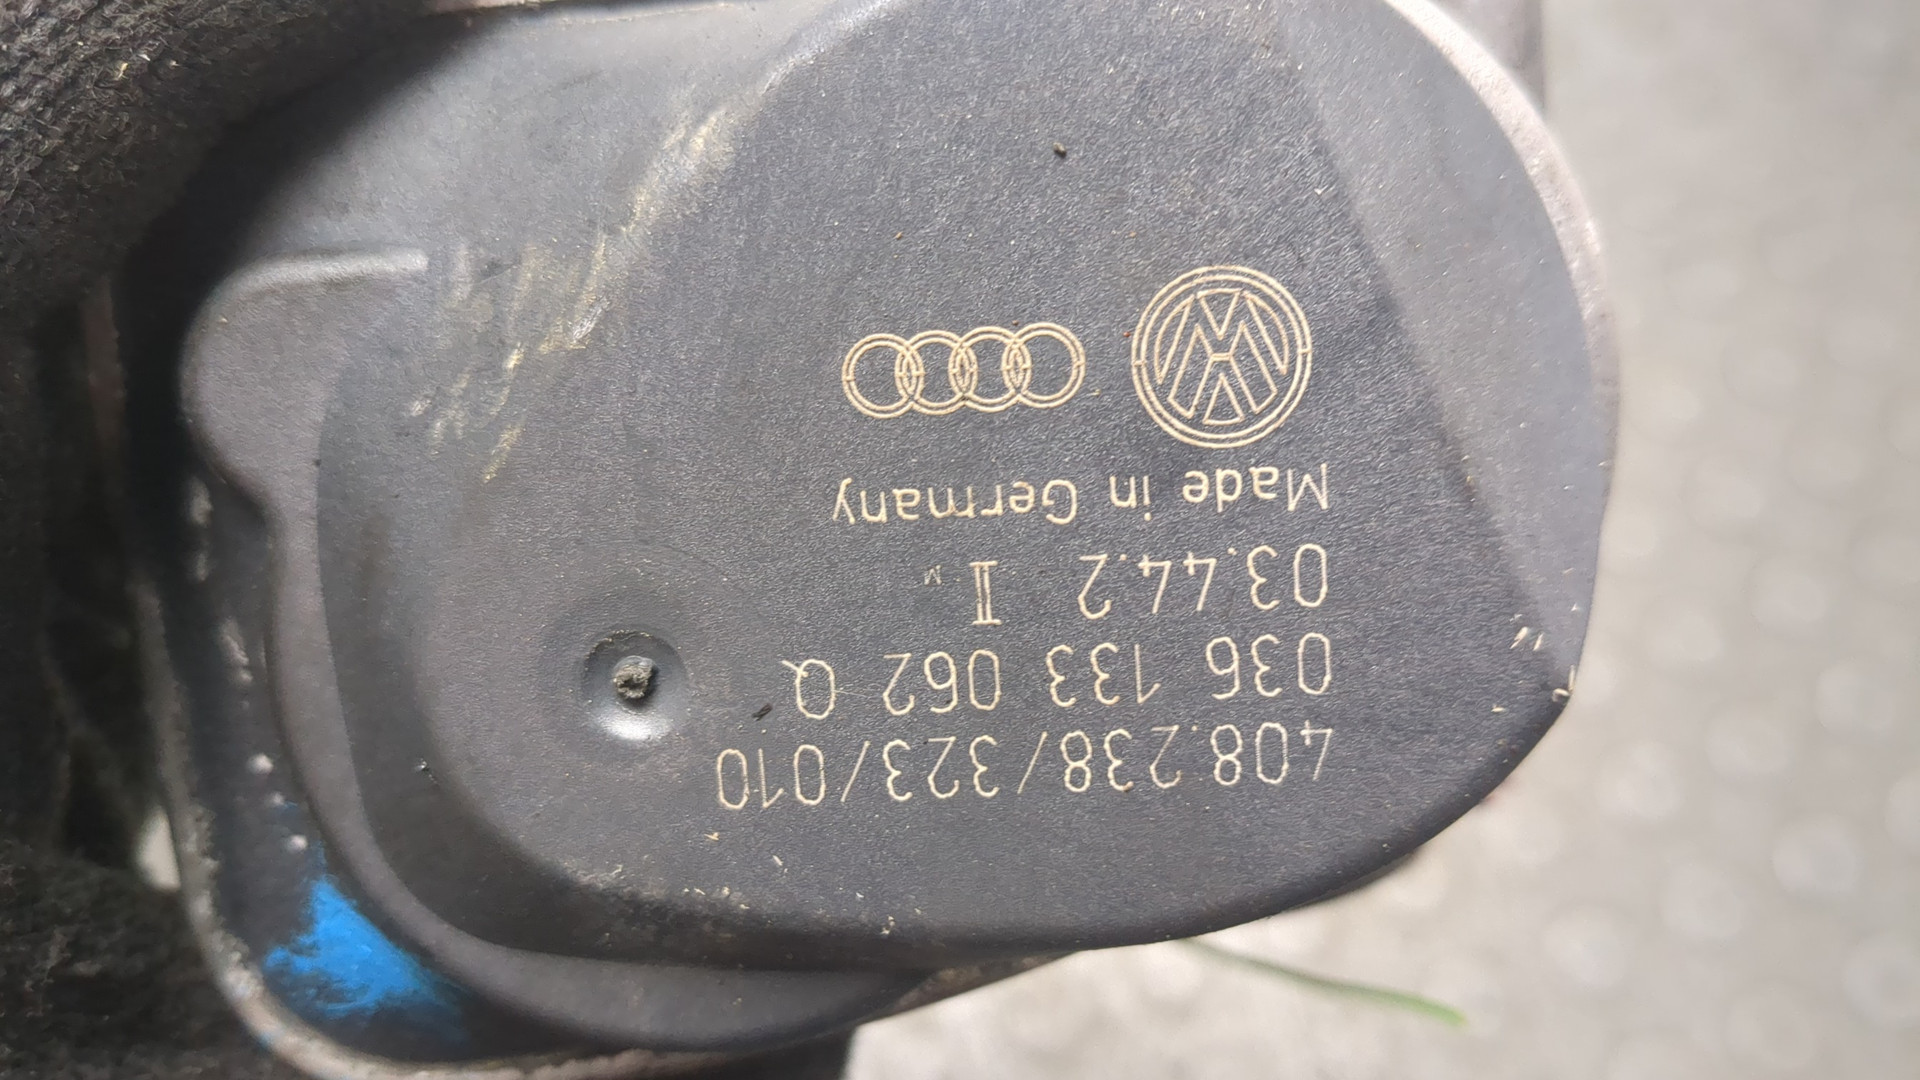 408.238/323/010
036 133 062 Q
03.44.2 II M
Made in Germany